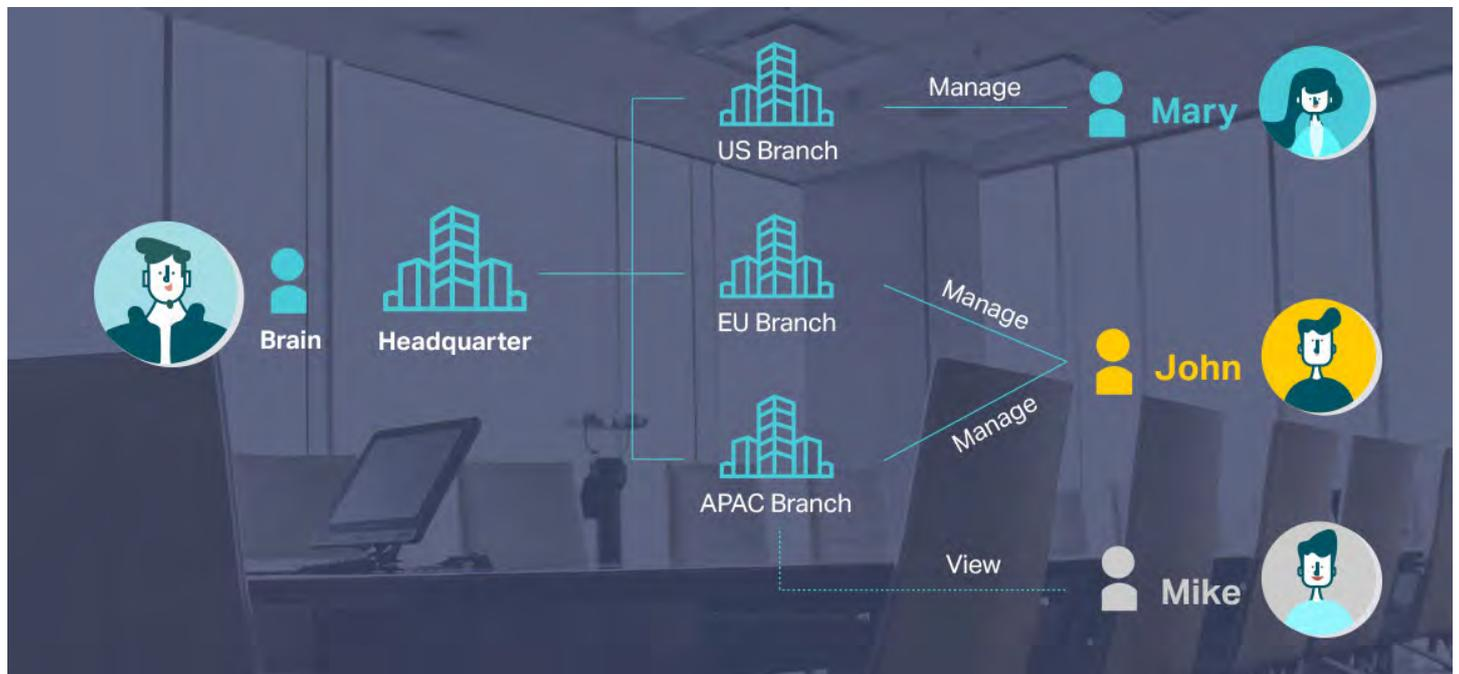 Manage
Mary
US Branch
Brain
Headquarter
EU Branch
Manage
John
Manage
APAC Branch
View
Mike